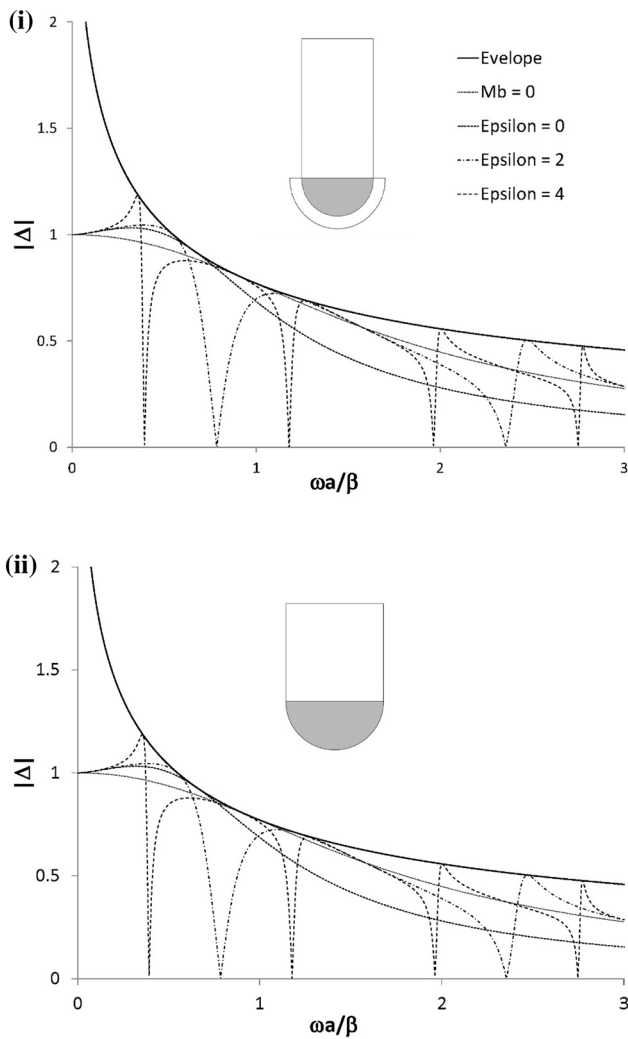 (i)
2
1.5
1
0.5
0
|Δ|
Evelope
Mb = 0
Epsilon = 0
Epsilon = 2
Epsilon = 4
0 1 2 3
ωa/β
(ii)
2
1.5
1
0.5
0
|Δ|
0 1 2 3
ωa/β